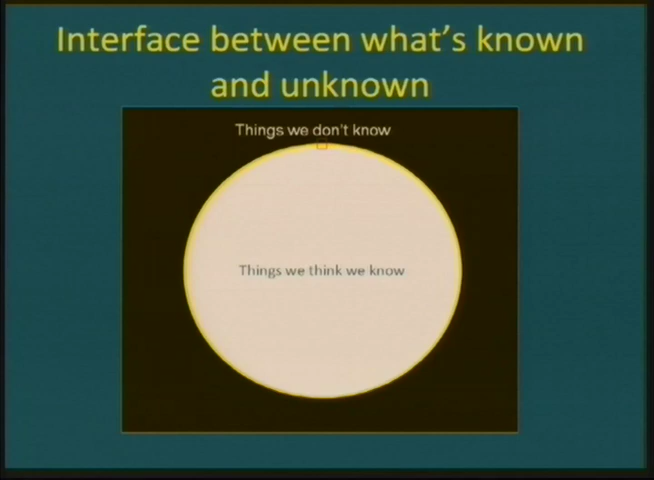 Interface between what's known
and unknown
Things we don't know
Things we think we know